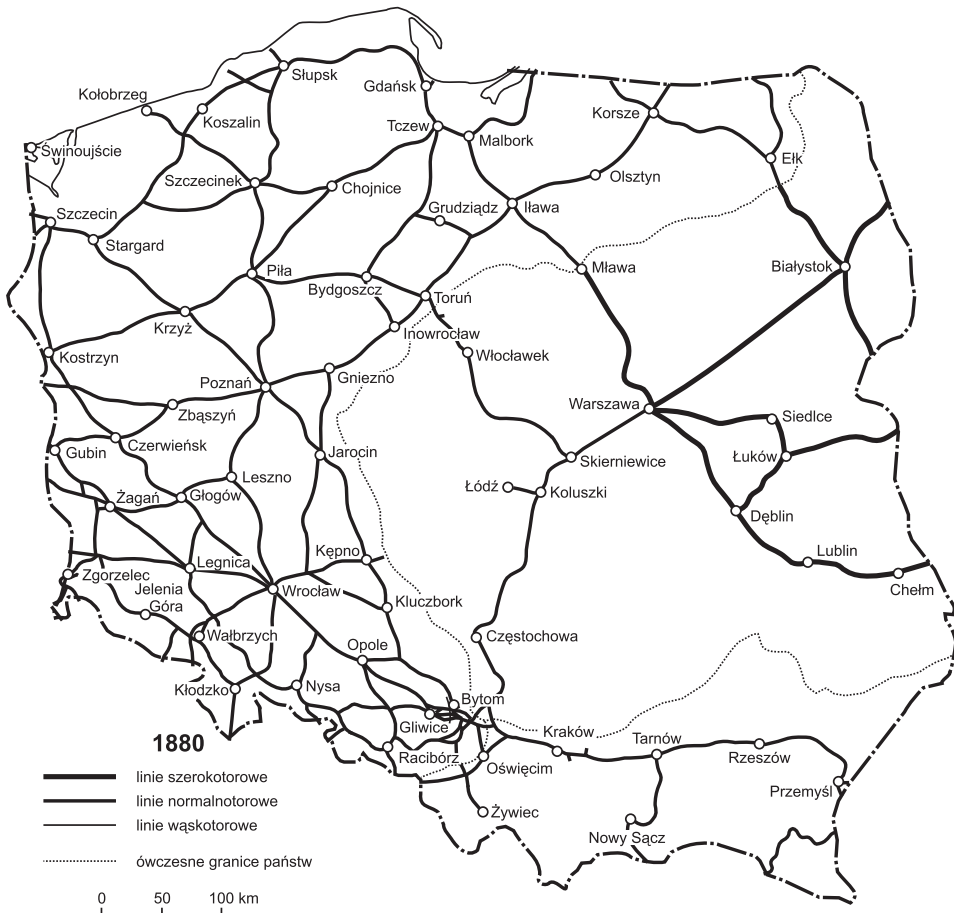 Słupsk
Gdańsk
Kołobrzeg
Koszalin
Tczew
Malbork
Korsze
Świnoujście
Ełk
Szczecinek
Chojnice
Olsztyn
Grudziądz
Iława
Szczecin
Stargard
Piła
Bydgoszcz
Mława
Białystok
Toruń
Krzyż
Inowrocław
Kostrzyn
Włocławek
Poznań
Gniezno
Zbąszyń
Warszawa
Siedlce
Czerwieńsk
Gubin
Jarocin
Skierniewice
Łuków
Leszno
Łódź
Koluszki
Żagań
Głogów
Dęblin
Kępno
Lublin
Legnica
Zgorzelec
Wrocław
Chełm
Jelenia
Góra
Kluczbork
Wałbrzych
Opole
Częstochowa
Kłodzko
Nysa
Bytom
Gliwice
Kraków
Tarnów
Racibórz
Oświęcim
Rzeszów
Przemyśl
Żywiec
Nowy Sącz
1880
linie szerokotorowe
linie normalnotorowe
linie wąskotorowe
ówczesne granice państw
0 50 100 km